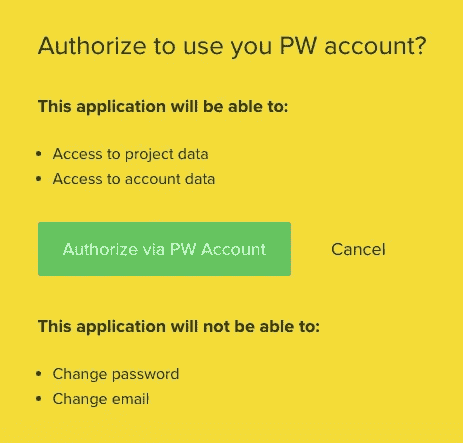 Authorize to use you PW account?
This application will be able to:
• Access to project data
• Access to account data
Authorize via PW Account
Cancel
This application will not be able to:
• Change password
• Change email